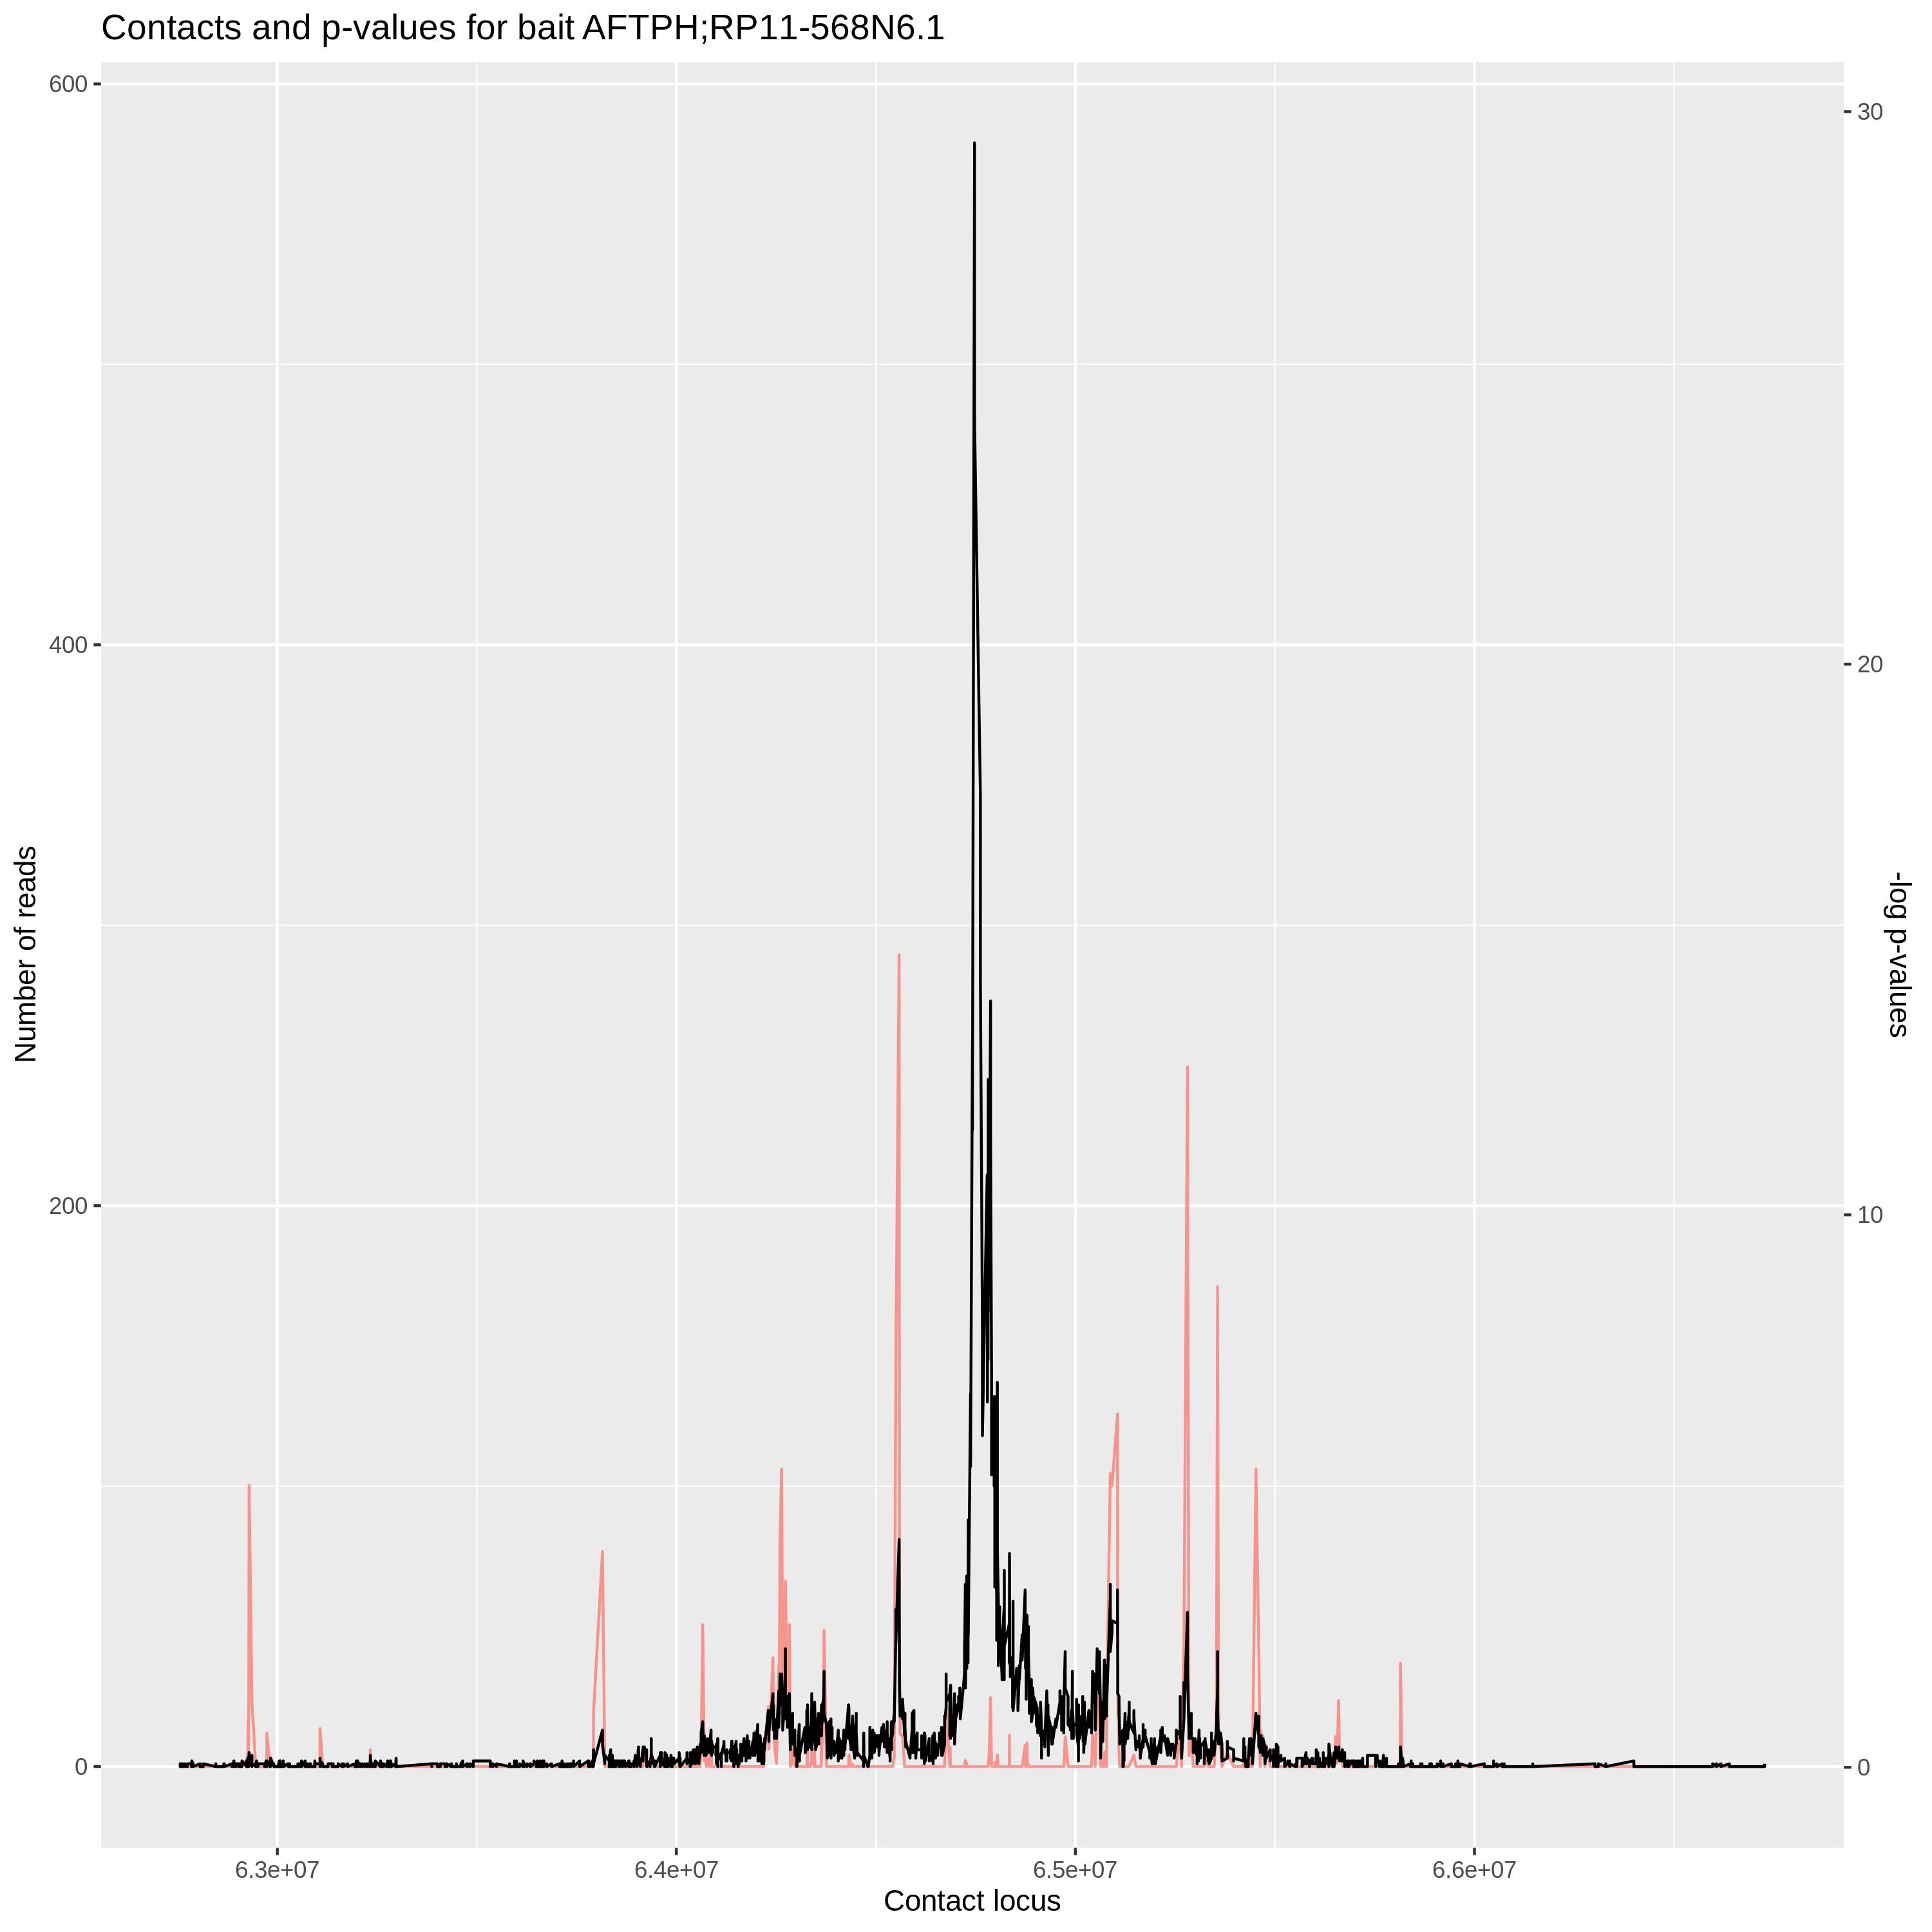 Contacts and p-values for bait AFTPH;RP11-568N6.1
600
400
200
0
30
20
10
0
Number of reads
-log p-values
6.3e+07 6.4e+07 6.5e+07 6.6e+07
Contact locus